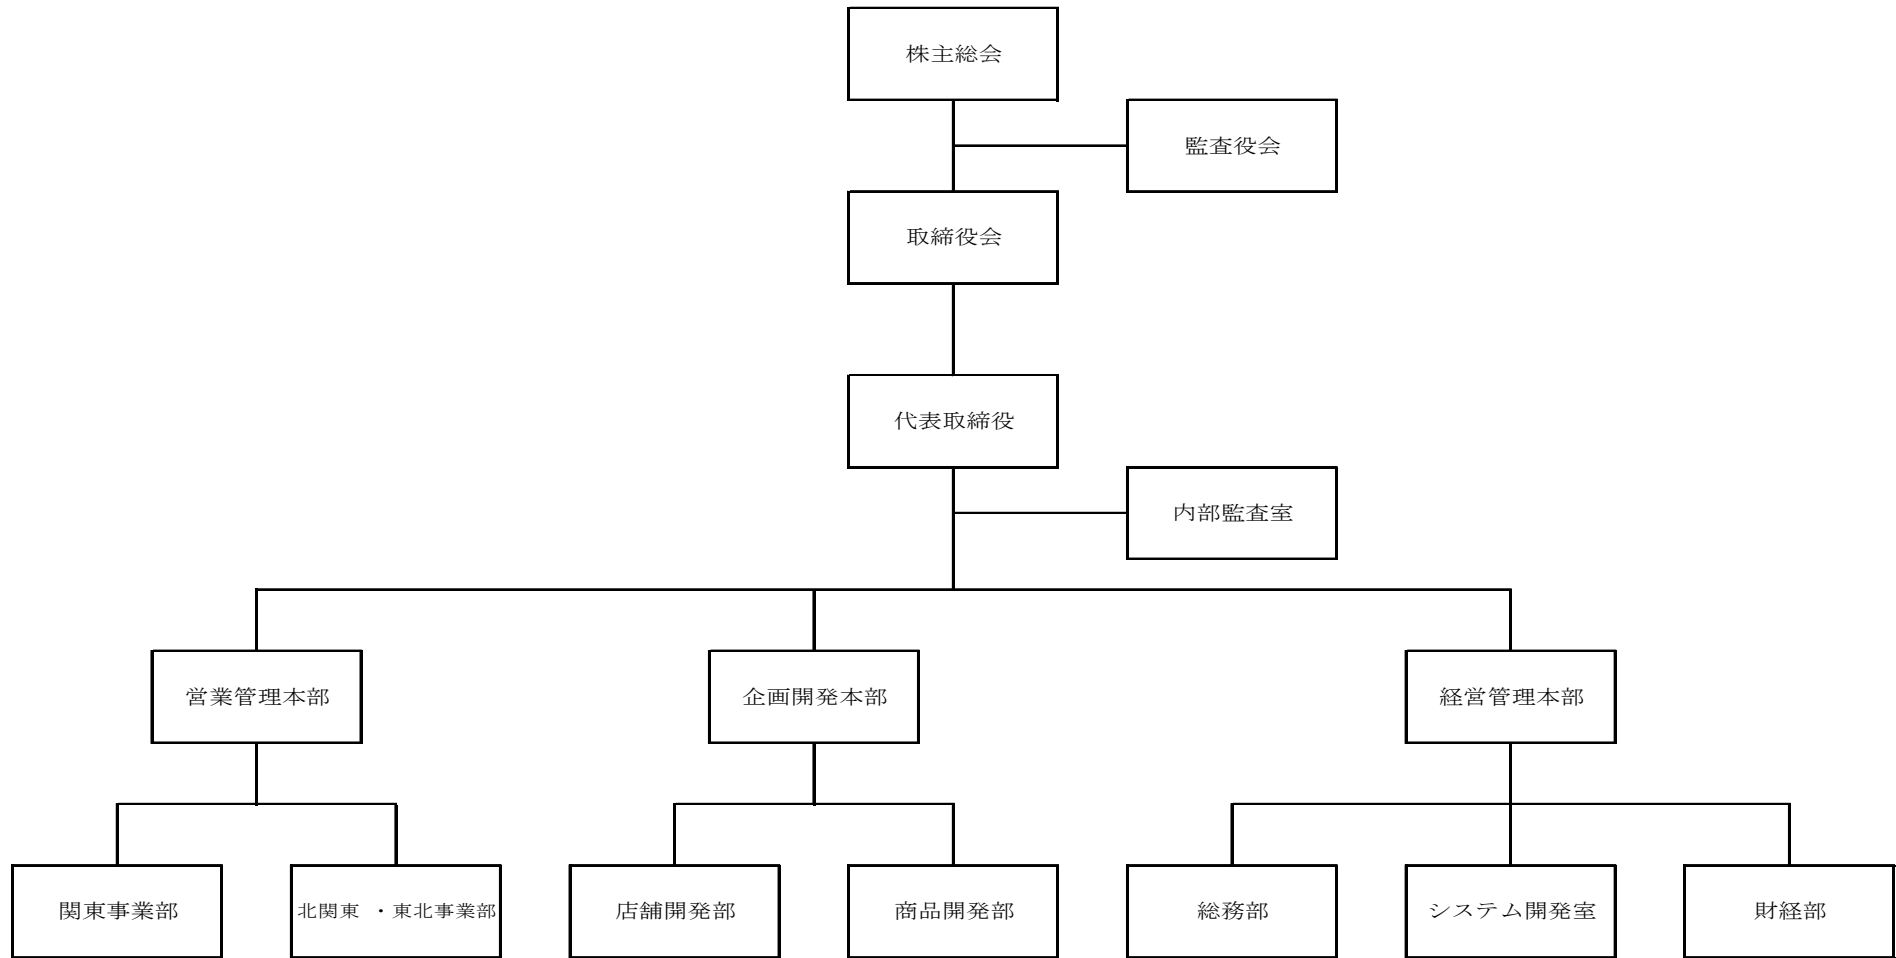 株主総会
監査役会
取締役会
代表取締役
内部監査室
営業管理本部
企画開発本部
経営管理本部
関東事業部
北関東 ・東北事業部
店舗開発部
商品開発部
総務部
システム開発室
財経部